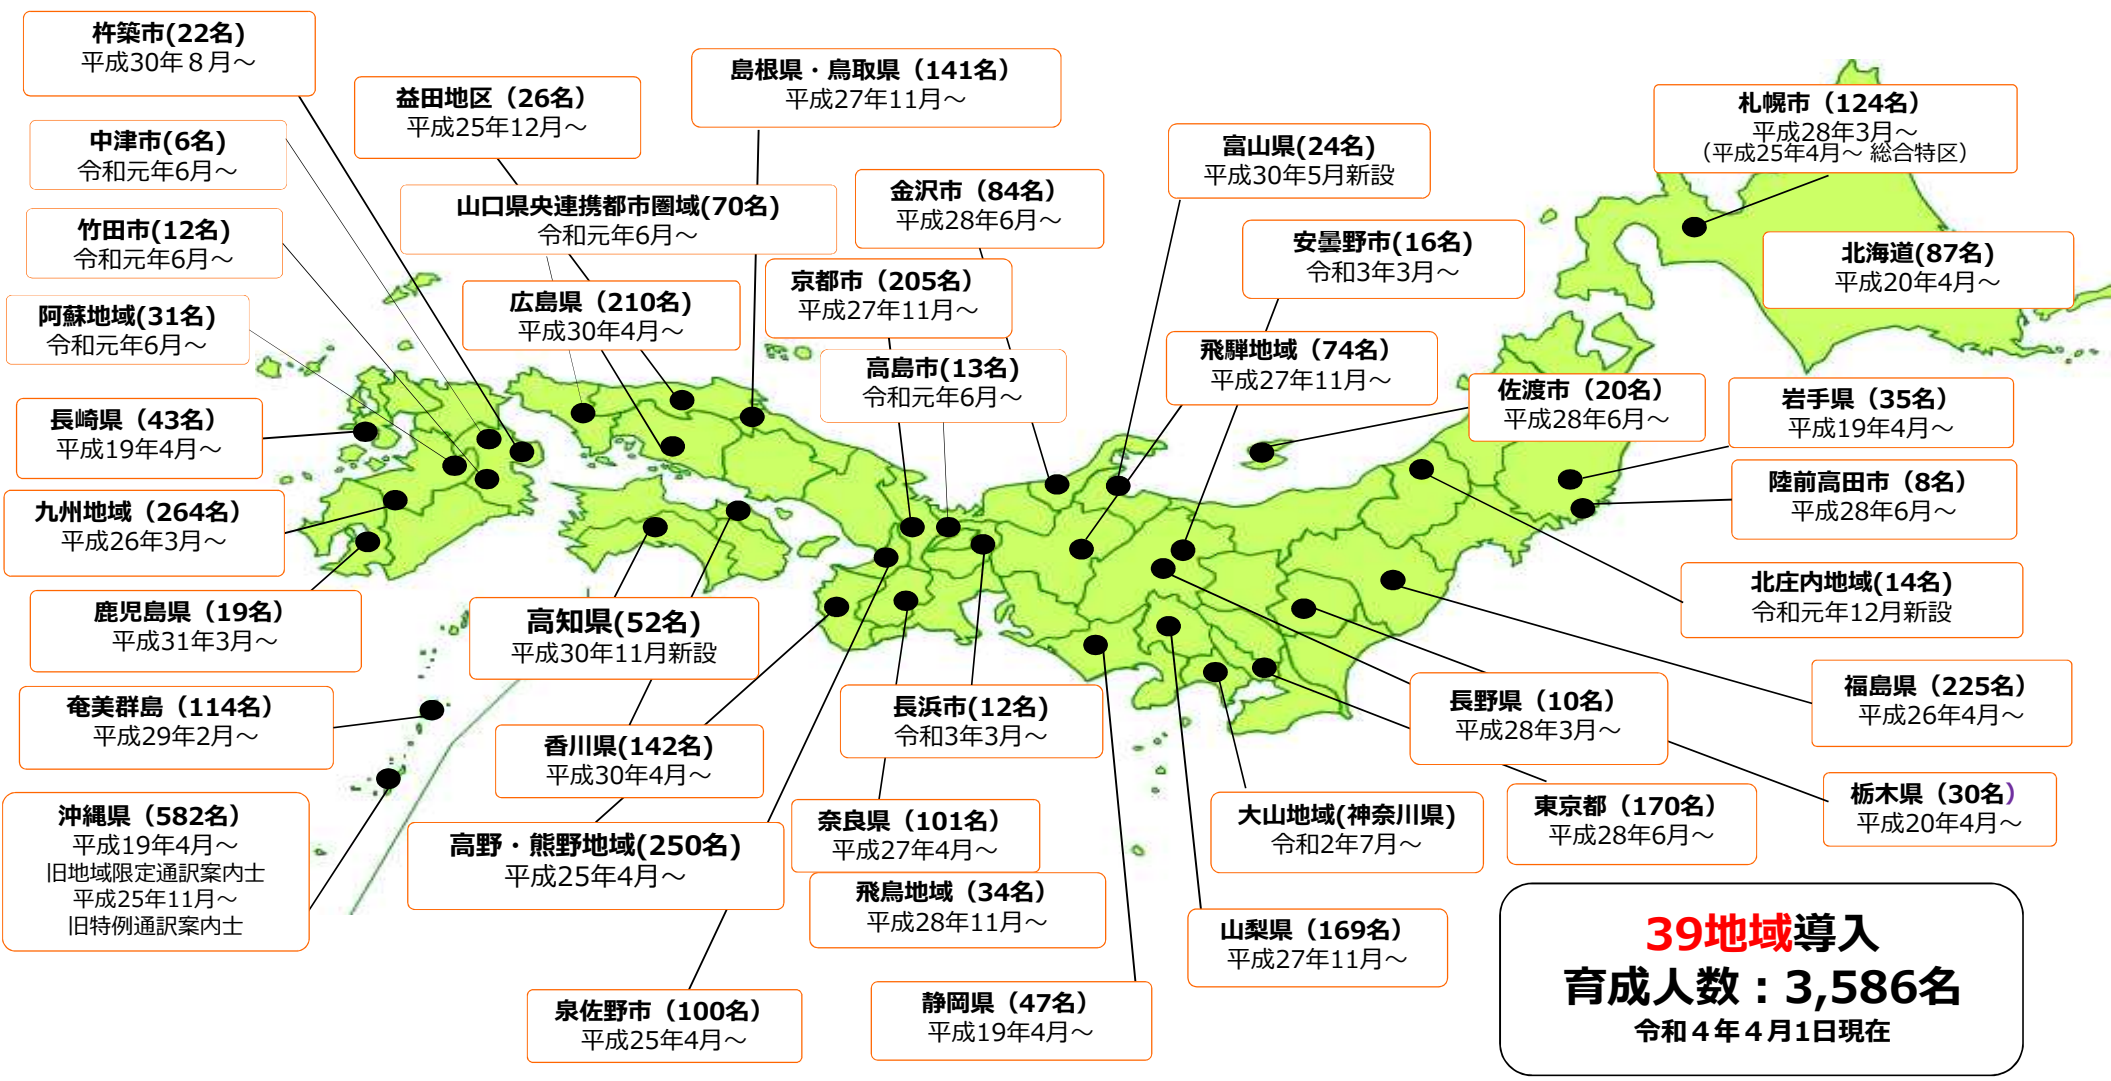 杵築市(22名)
平成30年８月～
中津市(6名)
令和元年6月～
竹田市(12名)
令和元年6月～
阿蘇地域(31名)
令和元年6月～
長崎県（43名）
平成19年4月～
九州地域（264名）
平成26年3月～
鹿児島県（19名）
平成31年3月～
奄美群島（114名）
平成29年2月～
沖縄県（582名）
平成19年4月～
旧地域限定通訳案内士
平成25年11月～
旧特例通訳案内士
益田地区（26名）
平成25年12月～
山口県央連携都市圏域(70名)
令和元年6月～
広島県（210名）
平成30年4月～
島根県・鳥取県（141名）
平成27年11月～
金沢市（84名）
平成28年6月～
京都市（205名）
平成27年11月～
高島市(13名)
令和元年6月～
富山県(24名)
平成30年5月新設
安曇野市(16名)
令和3年3月～
飛騨地域（74名）
平成27年11月～
佐渡市（20名）
平成28年6月～
札幌市（124名）
平成28年3月～
（平成25年4月～ 総合特区）
北海道(87名)
平成20年4月～
岩手県（35名）
平成19年4月～
陸前高田市（8名）
平成28年6月～
北庄内地域(14名)
令和元年12月新設
福島県（225名）
平成26年4月～
栃木県（30名）
平成20年4月～
長野県（10名）
平成28年3月～
東京都（170名）
平成28年6月～
大山地域(神奈川県)
令和2年7月～
山梨県（169名）
平成27年11月～
静岡県（47名）
平成19年4月～
長浜市(12名)
令和3年3月～
奈良県（101名）
平成27年4月～
飛鳥地域（34名）
平成28年11月～
高知県(52名)
平成30年11月新設
香川県(142名)
平成30年4月～
高野・熊野地域(250名)
平成25年4月～
泉佐野市（100名）
平成25年4月～
39地域導入
育成人数：3,586名
令和４年４月1日現在